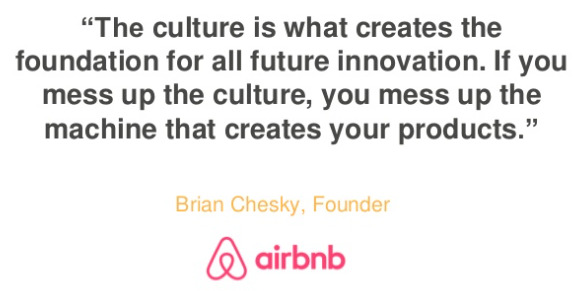 “The culture is what creates the
foundation for all future innovation. If you
mess up the culture, you mess up the
machine that creates your products.”
Brian Chesky, Founder
airbnb